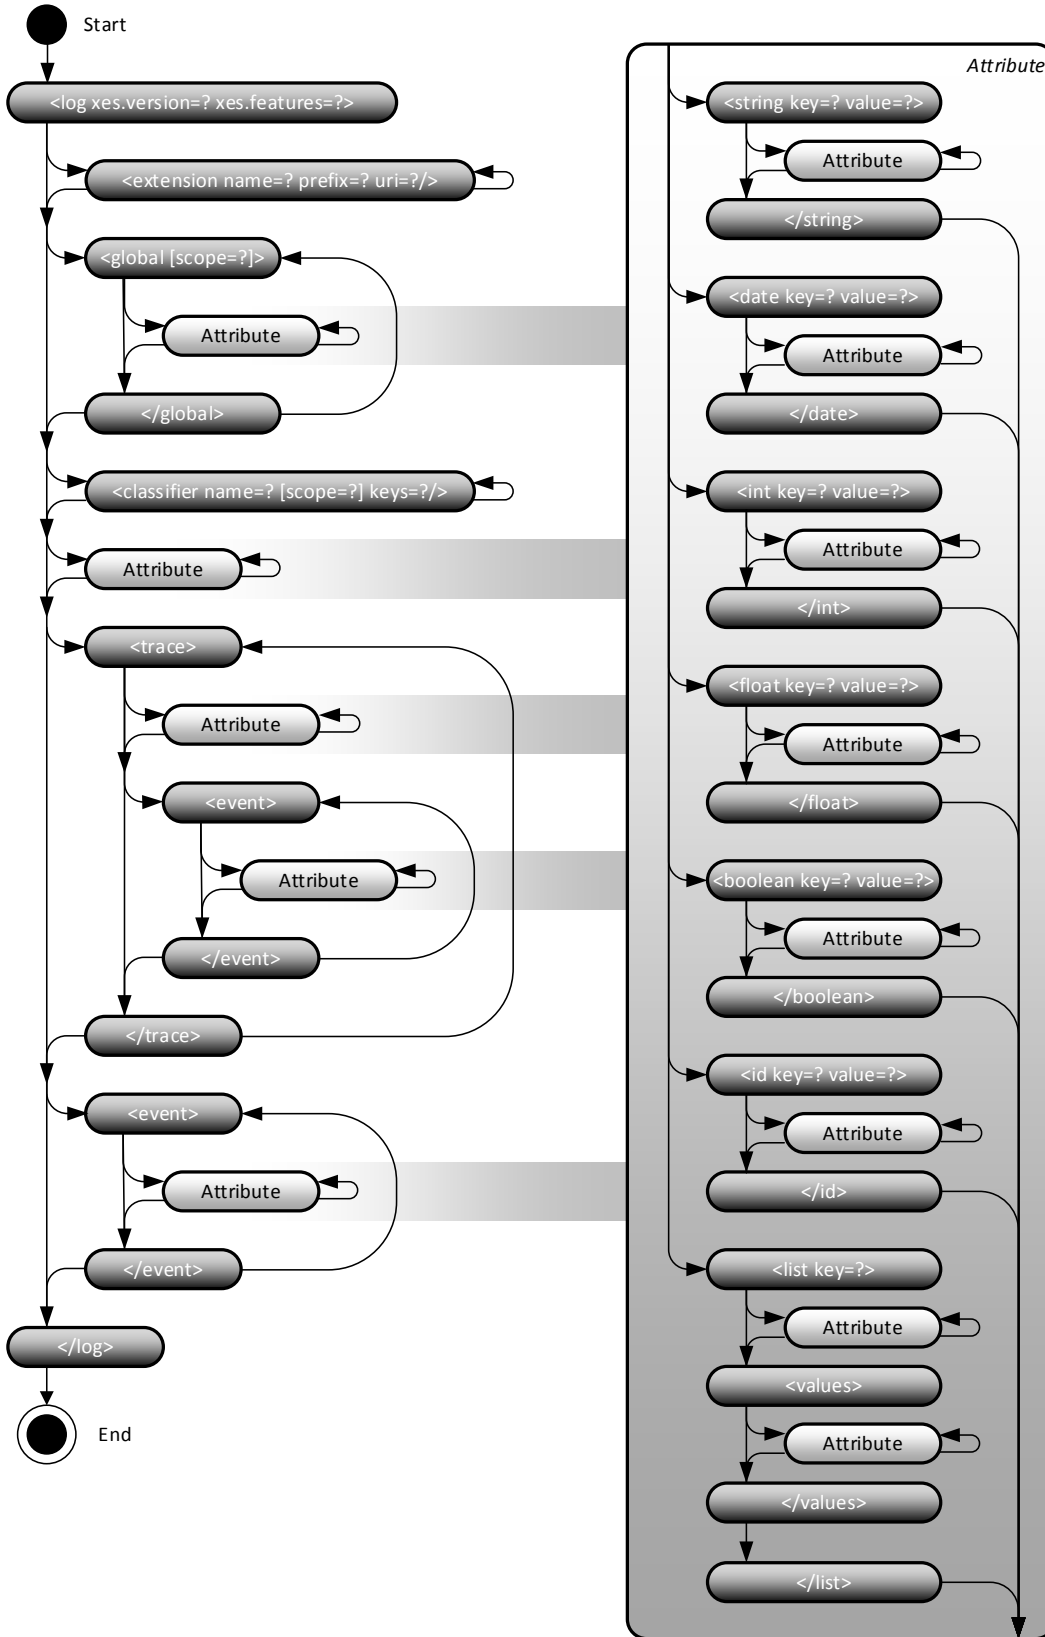 Start
<log xes.version=? xes.features=?>
<extension name=? prefix=? uri=?/>
<global [scope=?]>
Attribute
</global>
<classifier name=? [scope=?] keys=?/>
Attribute
<trace>
Attribute
<event>
Attribute
</event>
</trace>
<event>
Attribute
</event>
</log>
End
Attribute
<string key=? value=?>
Attribute
</string>
<date key=? value=?>
Attribute
</date>
<int key=? value=?>
Attribute
</int>
<float key=? value=?>
Attribute
</float>
<boolean key=? value=?>
Attribute
</boolean>
<id key=? value=?>
Attribute
</id>
<list key=?>
Attribute
<values>
Attribute
</values>
</list>